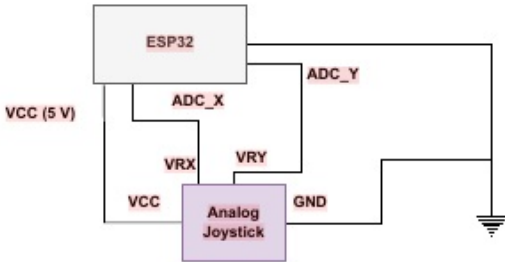 ESP32
ADC_Y
ADC_X
VCC (5 V)
VRX
VRY
VCC
GND
Analog
Joystick